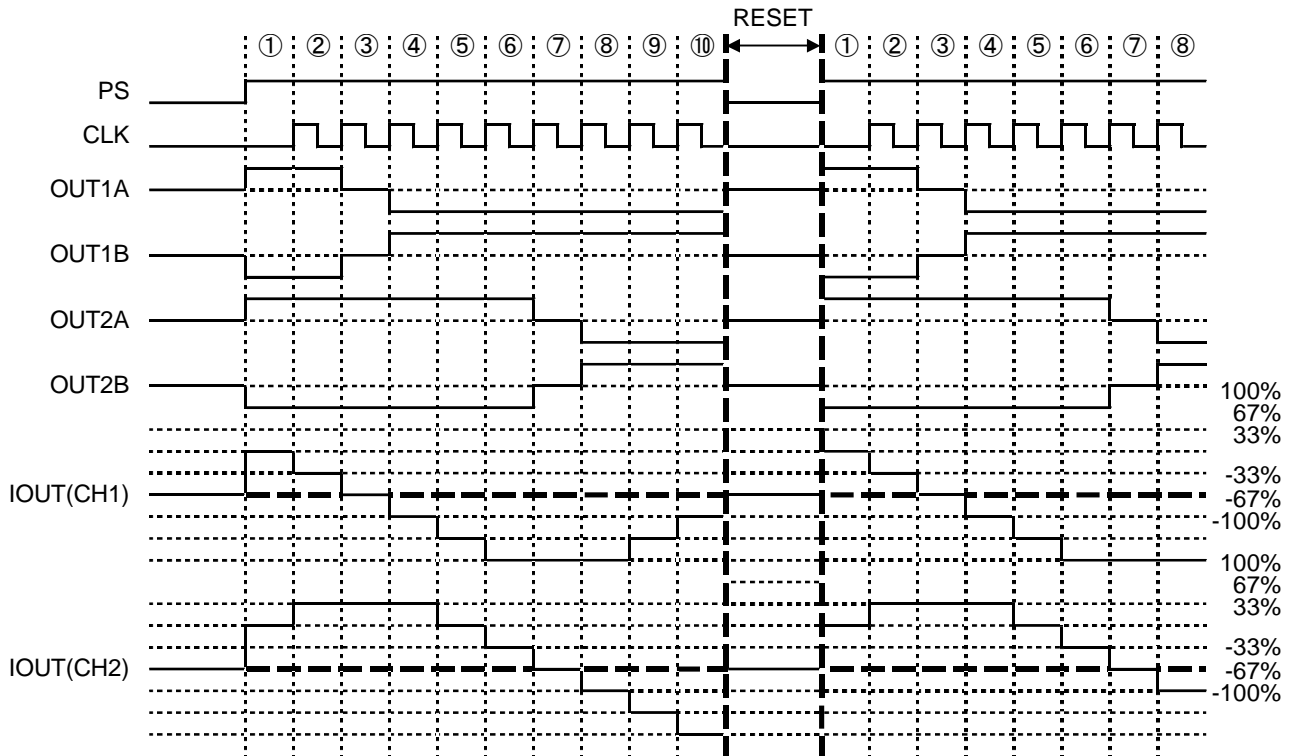 RESET
① ② ③ ④ ⑤ ⑥ ⑦ ⑧ ⑨ ⑩ ① ② ③ ④ ⑤ ⑥ ⑦ ⑧
PS
CLK
OUT1A
OUT1B
OUT2A
OUT2B
100%
67%
33%
-33%
IOUT(CH1) -67%
-100%
100%
67%
33%
-33%
IOUT(CH2) -67%
-100%